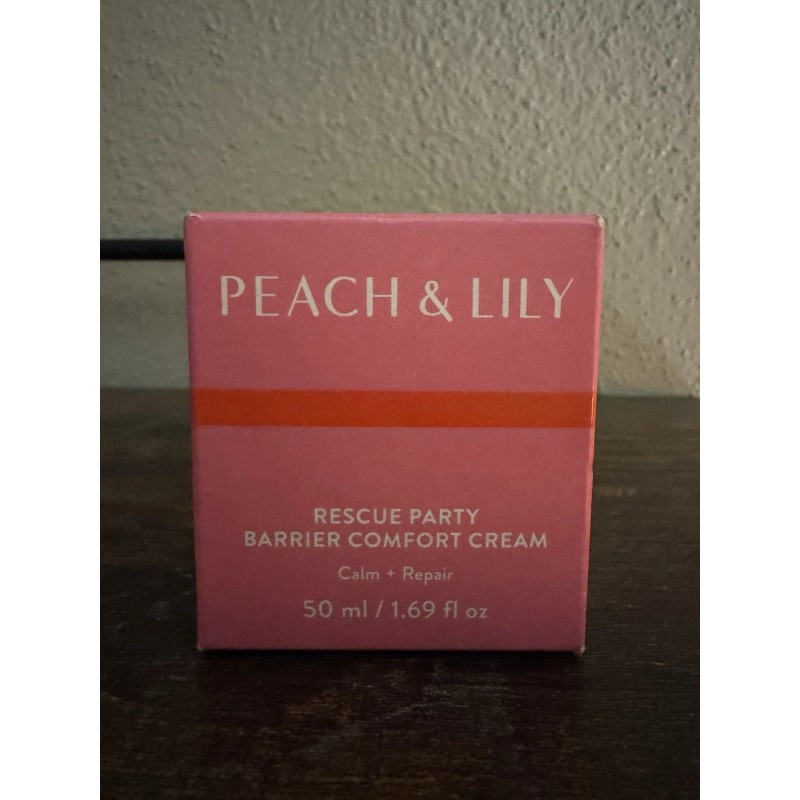 PEACH & LILY
RESCUE PARTY
BARRIER COMFORT CREAM
Calm + Repair
50 ml / 1.69 fl oz